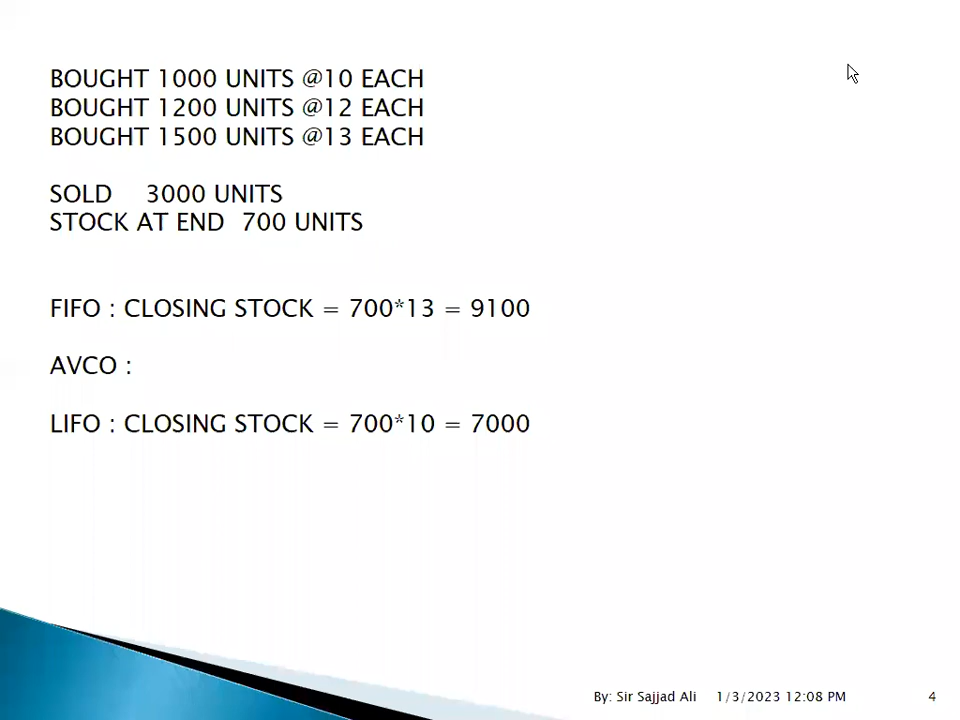 BOUGHT 1000 UNITS @10 EACH
BOUGHT 1200 UNITS @12 EACH
BOUGHT 1500 UNITS @13 EACH
SOLD 3000 UNITS
STOCK AT END 700 UNITS
FIFO : CLOSING STOCK = 700*13 = 9100
AVCO :
LIFO : CLOSING STOCK = 700*10 = 7000
By: Sir Sajjad Ali 1/3/2023 12:08 PM 4